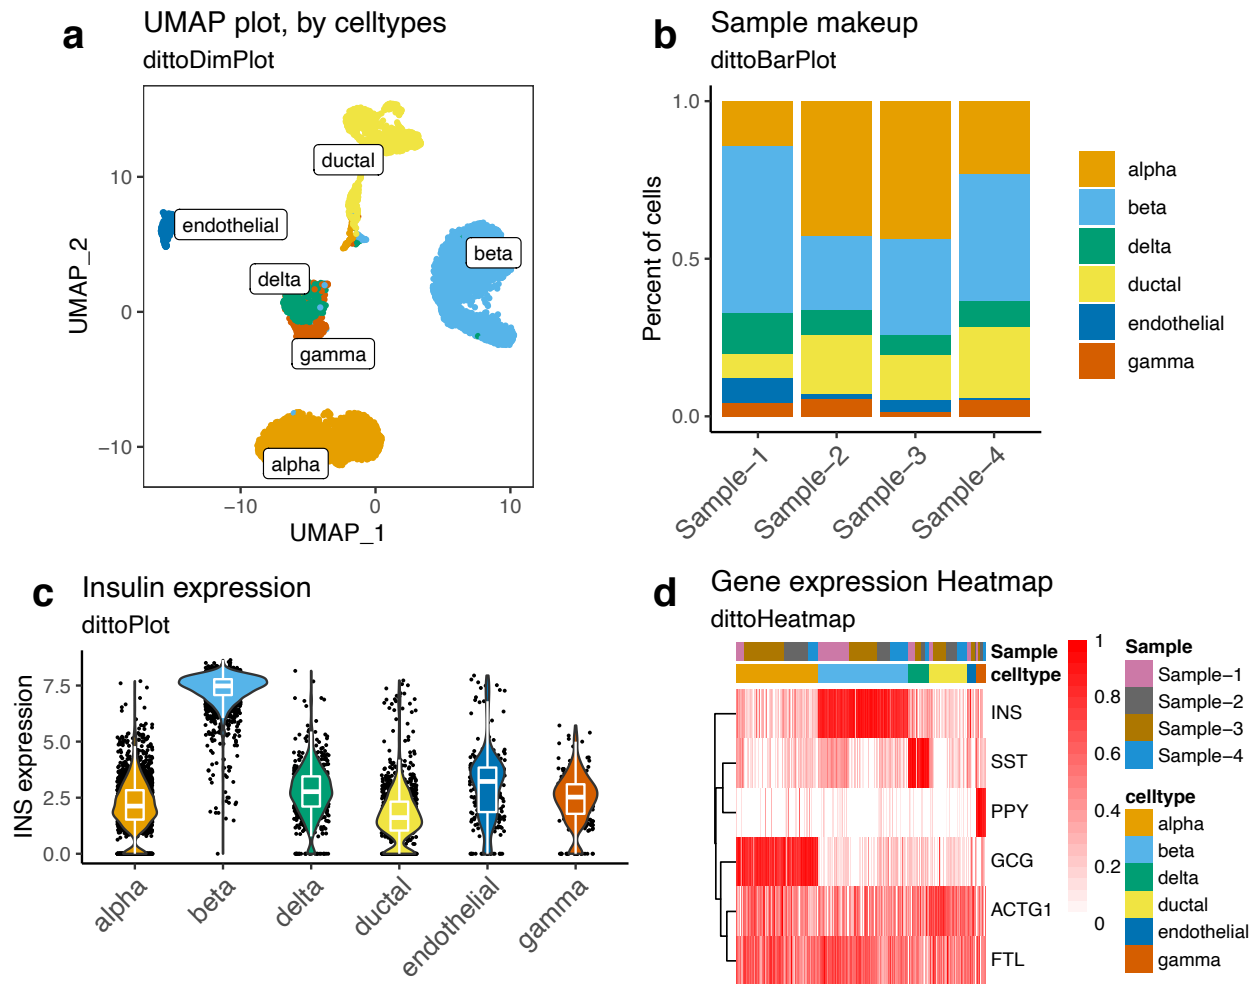 a
UMAP plot, by celltypes
dittoDimPlot
UMAP_2
10
0
−10
ductal
endothelial
beta
delta
gamma
alpha
−10
0
10
UMAP_1
b
Sample makeup
dittoBarPlot
Percent of cells
1.0
0.5
0.0
Sample−1
Sample−2
Sample−3
Sample−4
alpha
beta
delta
ductal
endothelial
gamma
c
Insulin expression
dittoPlot
INS expression
7.5
5.0
2.5
0.0
alpha
beta
delta
ductal
endothelial
gamma
d
Gene expression Heatmap
dittoHeatmap
Sample
celltype
INS
SST
PPY
GCG
ACTG1
FTL
1
0.8
0.6
0.4
0.2
0
Sample
Sample−1
Sample−2
Sample−3
Sample−4
celltype
alpha
beta
delta
ductal
endothelial
gamma